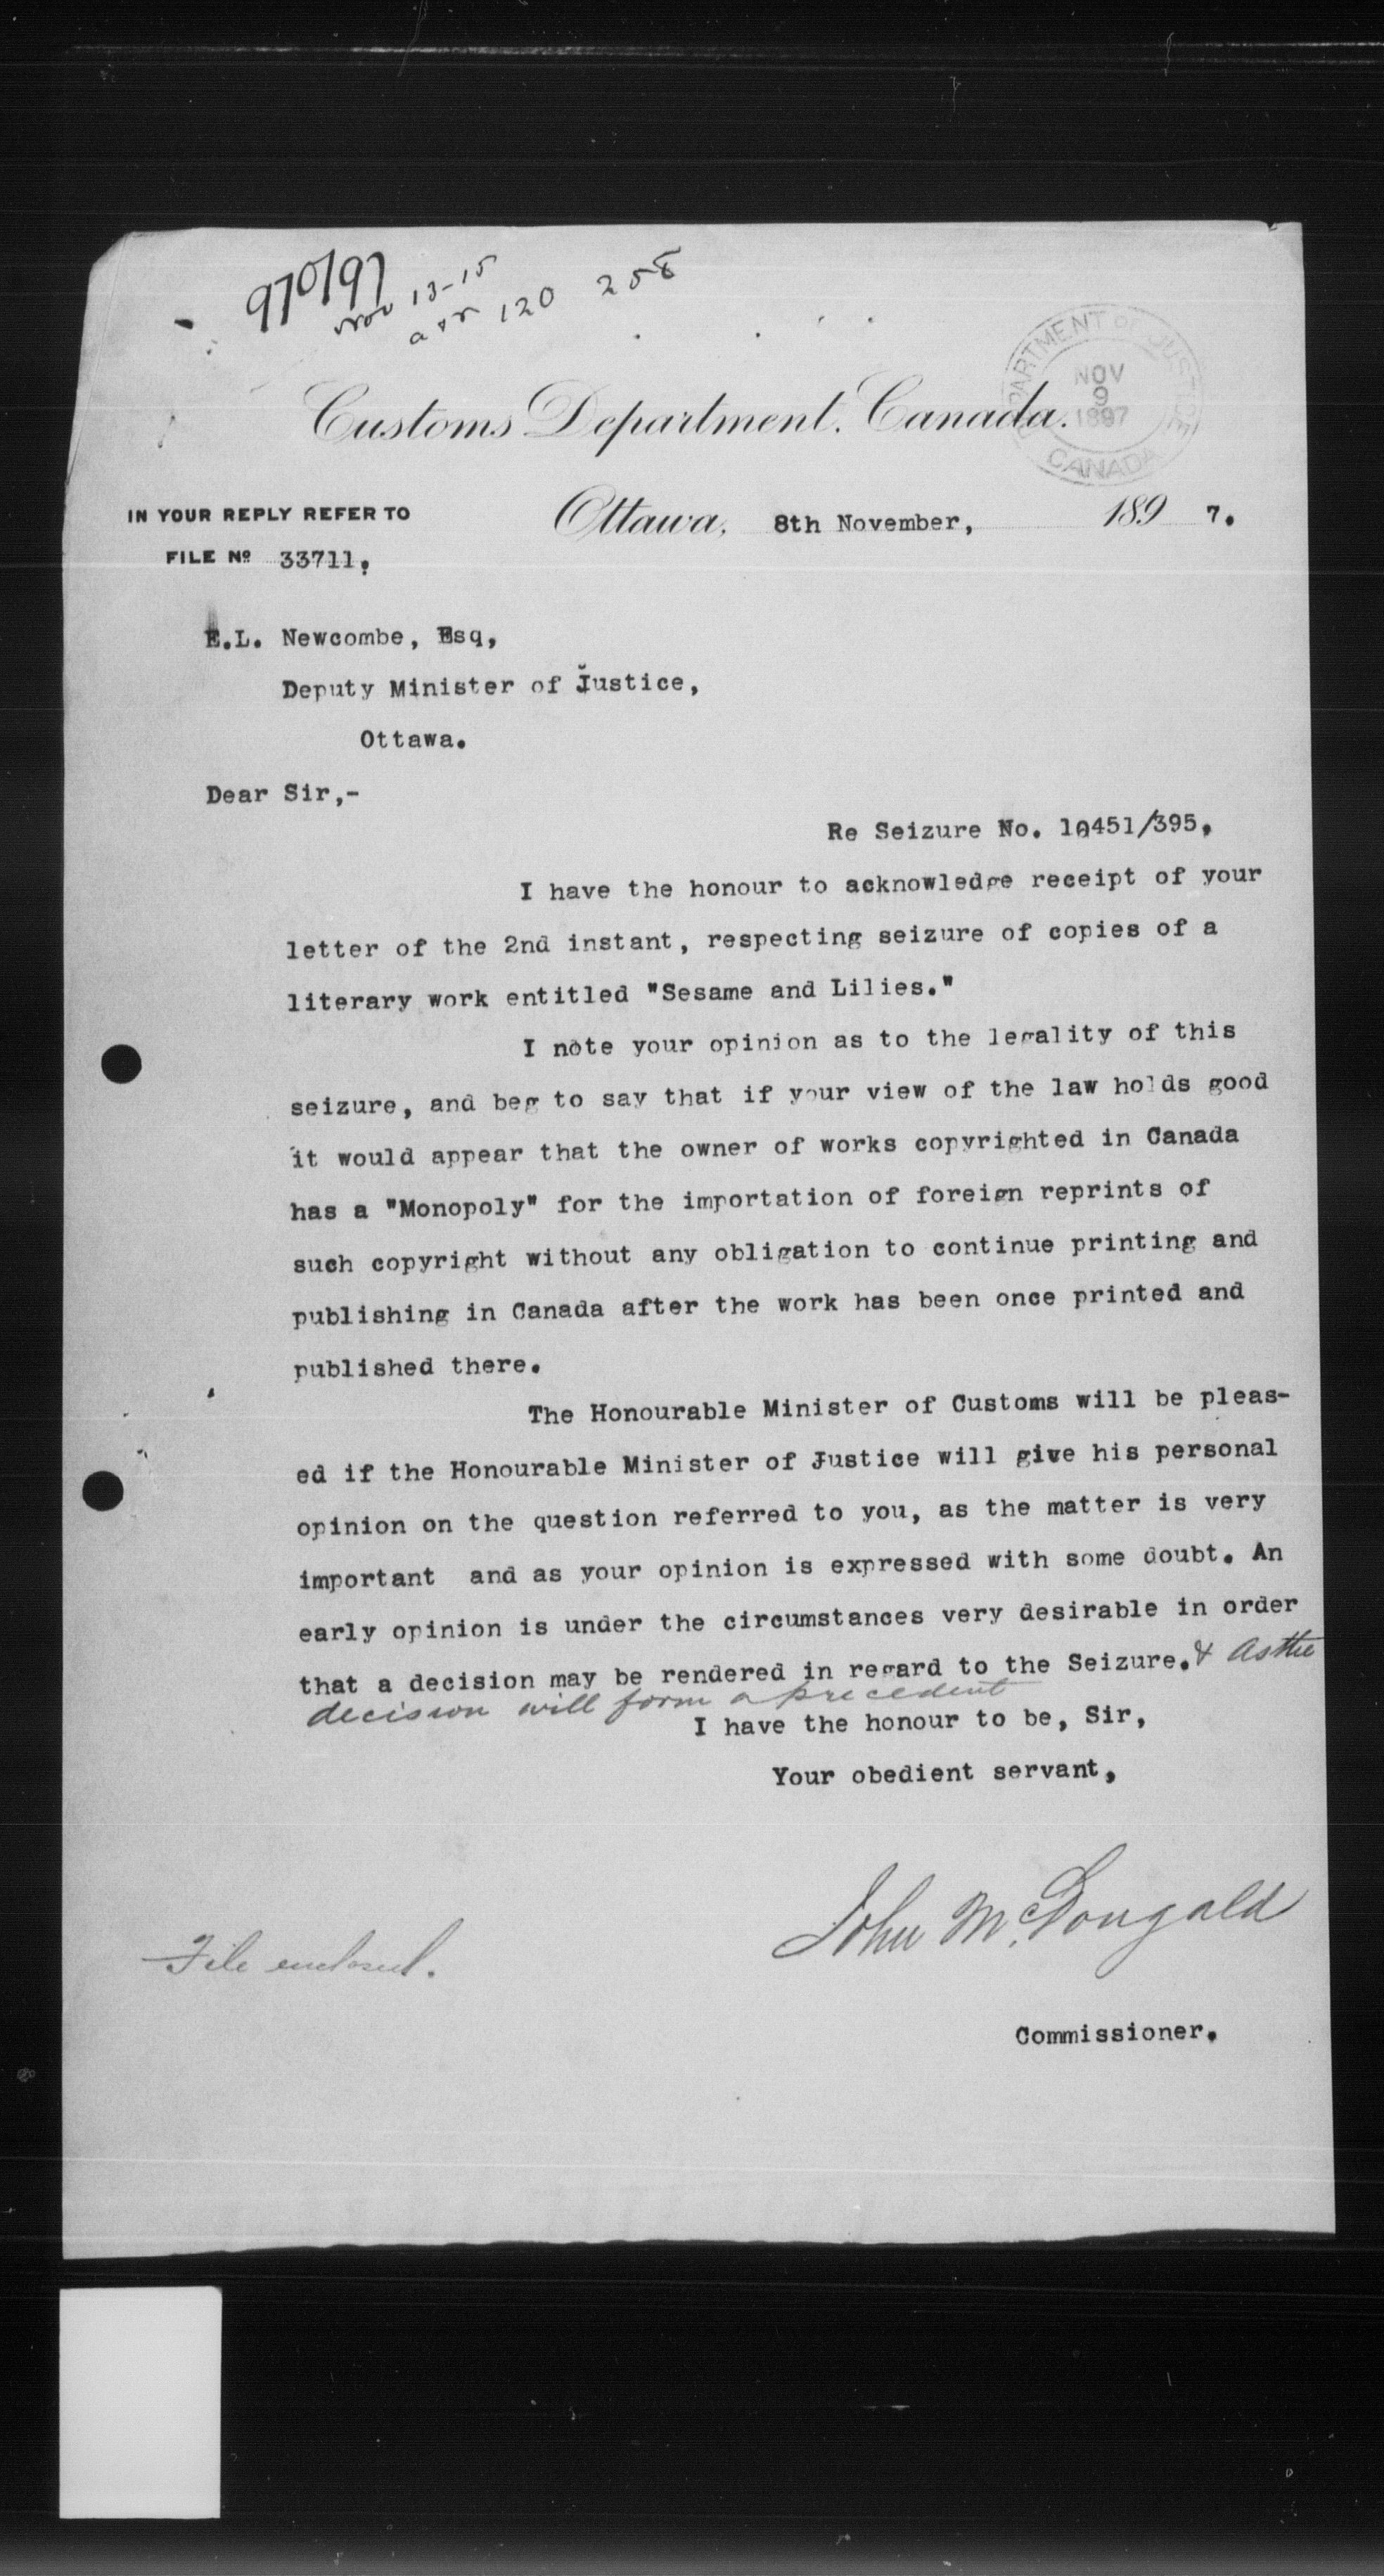 970/97
Nov 13-15
120 258
DEPARTMENT OF JUSTICE
NOV
9
1897
CANADA
Customs Department, Canada.
IN YOUR REPLY REFER TO
Ottawa, 8th November, 189 7.
FILE No 33711.
E.L. Newcombe, Esq,
Deputy Minister of Justice,
Ottawa.
Dear Sir,-
Re Seizure No. 10451/395.
I have the honour to acknowledge receipt of your
letter of the 2nd instant, respecting seizure of copies of a
literary work entitled "Sesame and Lilies."
I note your opinion as to the legality of this
seizure, and beg to say that if your view of the law holds good
it would appear that the owner of works copyrighted in Canada
has a "Monopoly" for the importation of foreign reprints of
such copyright without any obligation to continue printing and
publishing in Canada after the work has been once printed and
published there.
The Honourable Minister of Customs will be pleas-
ed if the Honourable Minister of Justice will give his personal
opinion on the question referred to you, as the matter is very
important and as your opinion is expressed with some doubt. An
early opinion is under the circumstances very desirable in order
that a decision may be rendered in regard to the Seizure. & As the
decision will form a precedent
I have the honour to be, Sir,
Your obedient servant,
John McDougald
File enclosed.
Commissioner.